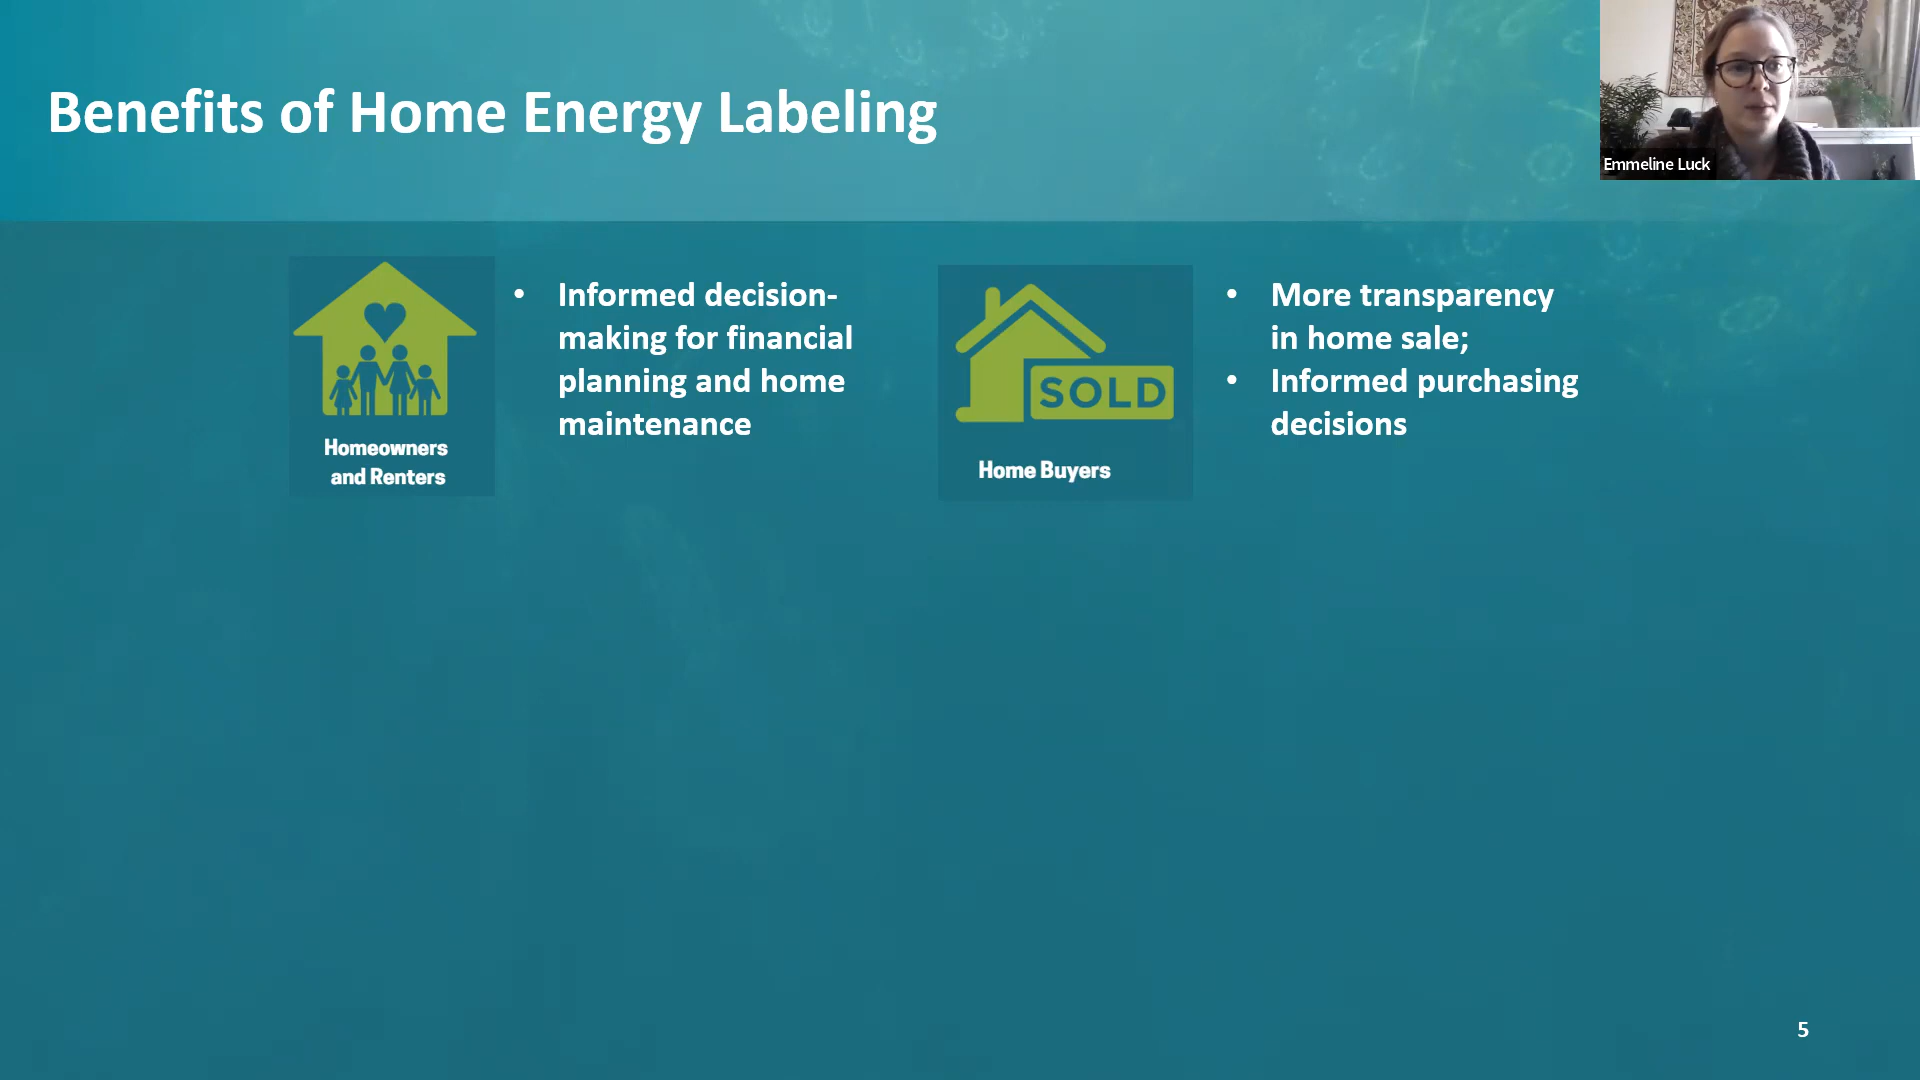 Benefits of Home Energy Labeling
Emmeline Luck
• Informed decision-
making for financial
planning and home
maintenance
Homeowners
and Renters
SOLD
Home Buyers
• More transparency
in home sale;
• Informed purchasing
decisions
5